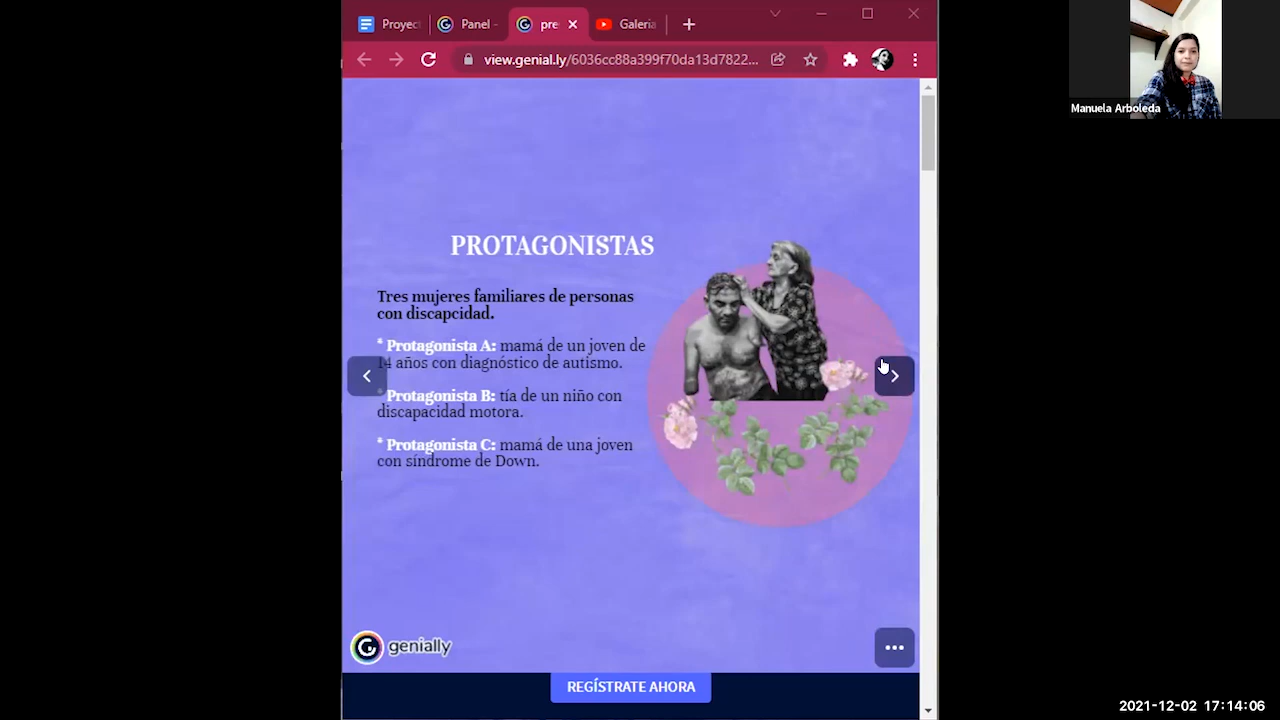 Proyec
Panel -
pre
Galería
view.genial.ly/6036cc88a399f70da13d7822...
Manuela Arboleda
PROTAGONISTAS
Tres mujeres familiares de personas
con discapcidad.
* Protagonista A: mamá de un joven de
14 años con diagnóstico de autismo.
* Protagonista B: tía de un niño con
discapacidad motora.
* Protagonista C: mamá de una joven
con síndrome de Down.
genially
REGÍSTRATE AHORA
2021-12-02 17:14:06